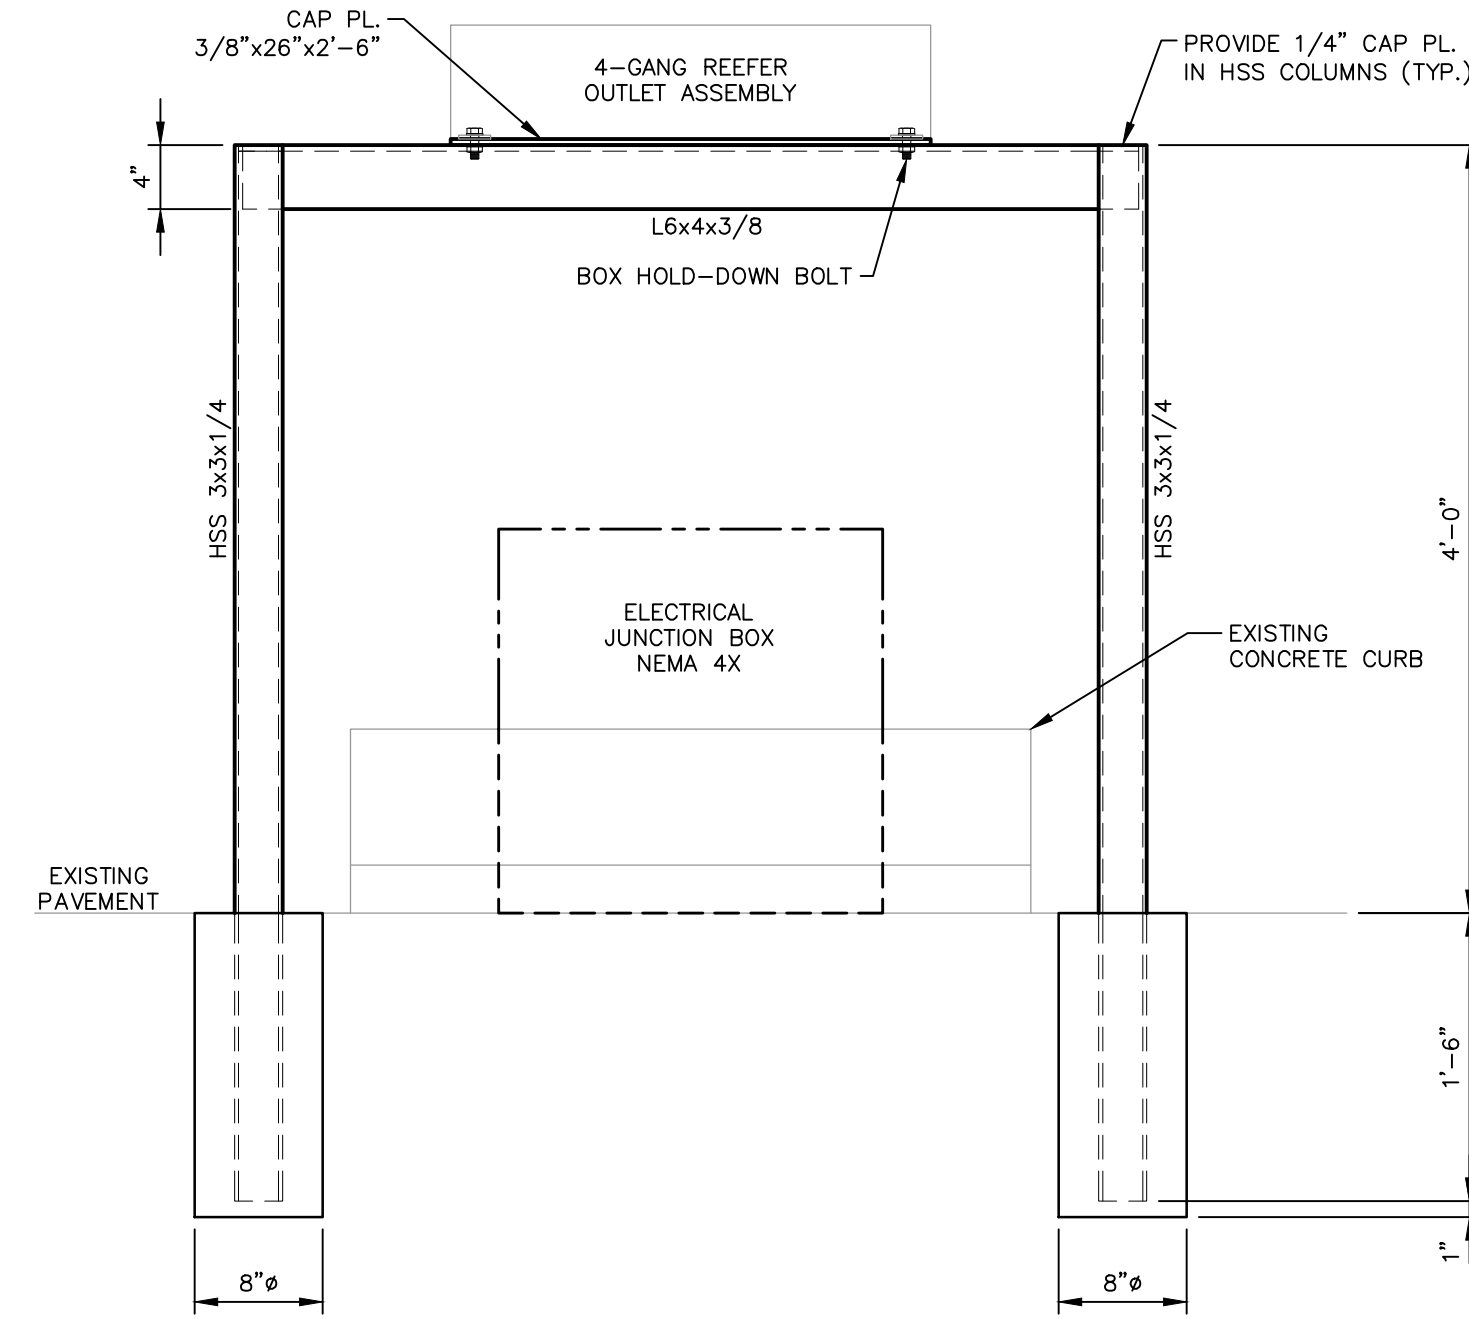 CAP PL.
3/8”x26”x2’-6”
4-GANG REEFER
OUTLET ASSEMBLY
PROVIDE 1/4” CAP PL.
IN HSS COLUMNS (TYP.)
4”
L6x4x3/8
BOX HOLD-DOWN BOLT
HSS 3x3x1/4
HSS 3x3x1/4
4’-0”
ELECTRICAL
JUNCTION BOX
NEMA 4X
EXISTING
CONCRETE CURB
EXISTING
PAVEMENT
1’-6”
1”
8”ø
8”ø